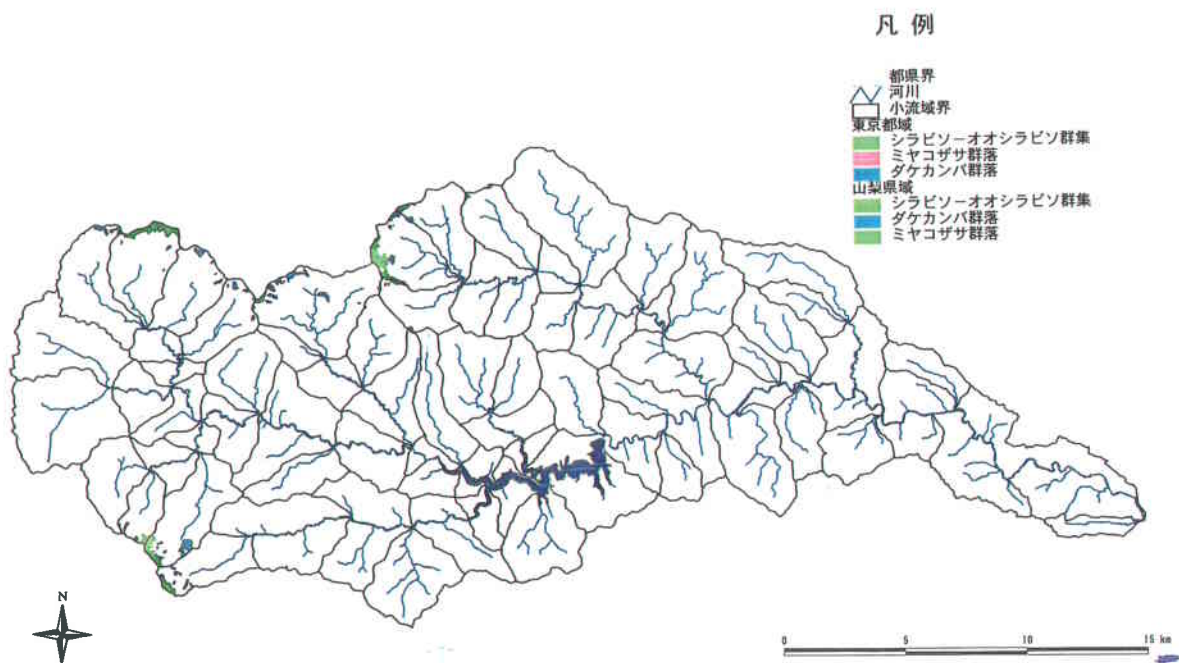 凡 例
都県界
河川
小流域界
東京都域
シラビソ－オオシラビソ群集
ミヤコザサ群落
ダケカンバ群落
山梨県域
シラビソ－オオシラビソ群集
ダケカンバ群落
ミヤコザサ群落
N
0 5 10 15 km